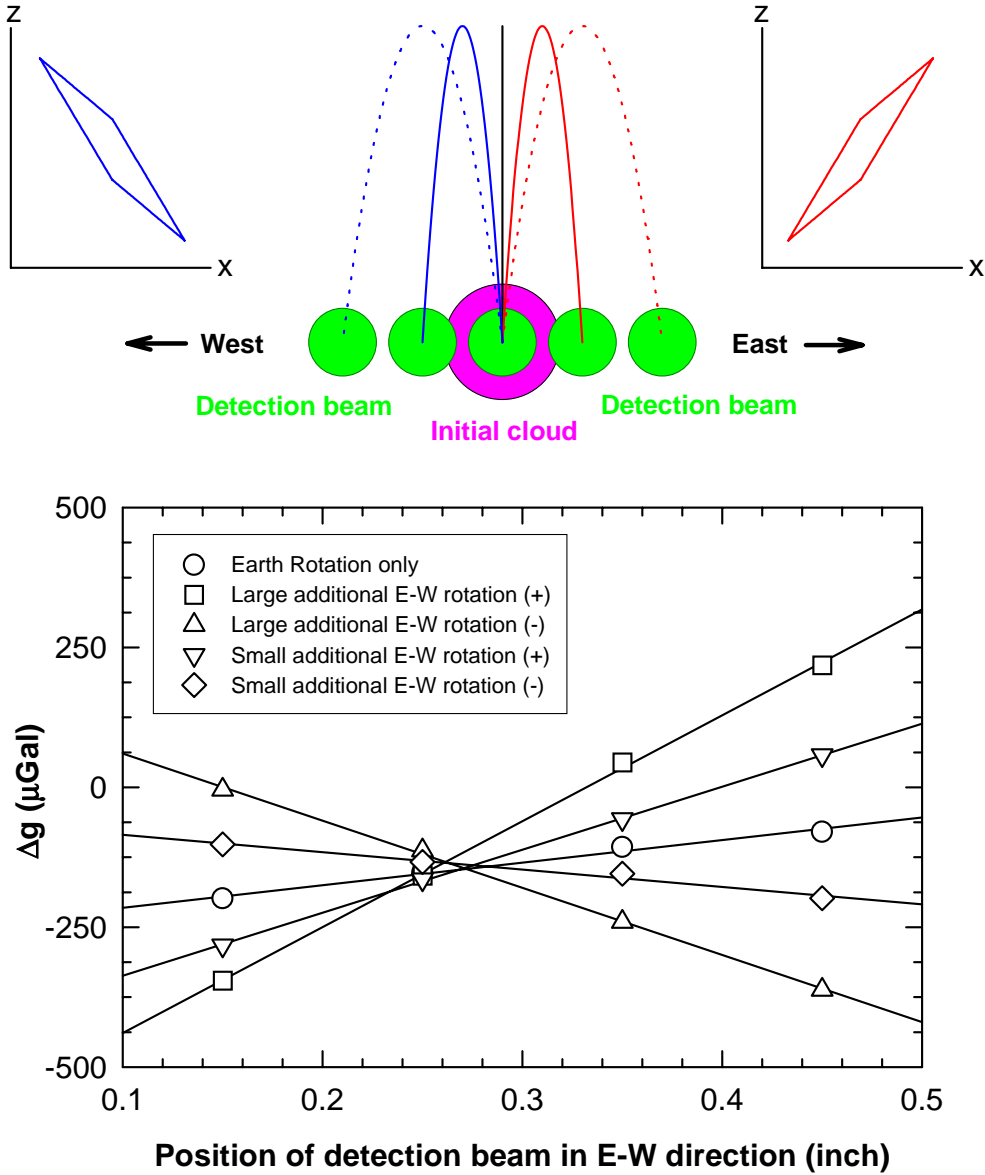 z
z
x
x
West
East
Detection beam
Detection beam
Initial cloud
500
250
0
-250
-500
Δg (μGal)
Earth Rotation only
Large additional E-W rotation (+)
Large additional E-W rotation (-)
Small additional E-W rotation (+)
Small additional E-W rotation (-)
0.1
0.2
0.3
0.4
0.5
Position of detection beam in E-W direction (inch)